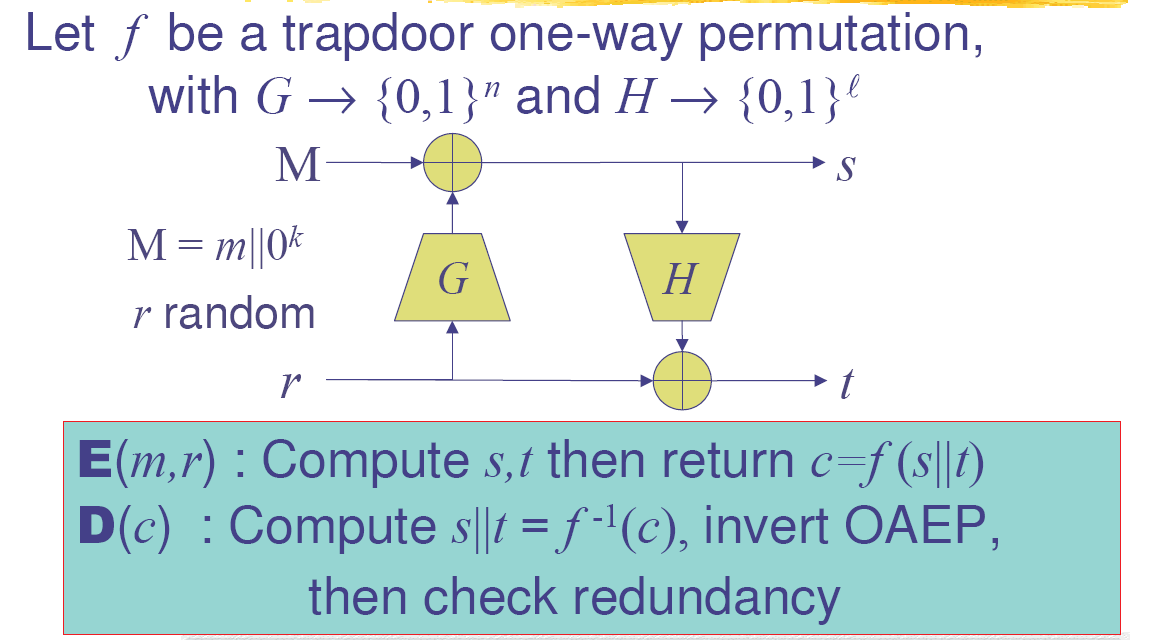 Let f be a trapdoor one-way permutation,
with G → {0,1}ⁿ and H → {0,1}^ℓ
M
s
M = m||0ᵏ
G
H
r random
r
t
E(m,r) : Compute s,t then return c=f (s||t)
D(c) : Compute s||t = f ⁻¹(c), invert OAEP,
then check redundancy